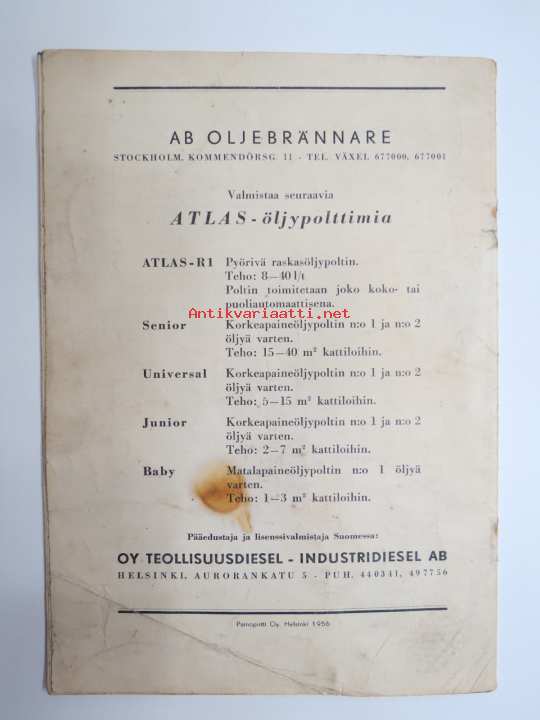 AB OLJEBRÄNNARE
STOCKHOLM, KOMMENDÖRSG. 11 - TEL. VÄXEL 677000, 677001
Valmistaa seuraavia
ATLAS - öljypolttimia
ATLAS-R1 Pyörivä raskasöljypoltin.
Teho: 8—40 l/t
Poltin toimitetaan joko koko- tai
puoliautomaattisena.
Antikvariaatti.net
Senior Korkeapaineöljypoltin n:o 1 ja n:o 2
öljyä varten.
Teho: 15—40 m² kattiloihin.
Universal Korkeapaineöljypoltin n:o 1 ja n:o 2
öljyä varten.
Teho: 5—15 m² kattiloihin.
Junior Korkeapaineöljypoltin n:o 1 ja n:o 2
öljyä varten.
Teho: 2—7 m² kattiloihin.
Baby Matalapaineöljypoltin n:o 1 öljyä
varten.
Teho: 1—3 m² kattiloihin.
Pääedustaja ja lisenssivalmistaja Suomessa:
OY TEOLLISUUSDIESEL - INDUSTRIDIESEL AB
HELSINKI, AURORANKATU 5 - PUH. 440341, 497756
Painopiiri Oy. Helsinki 1956